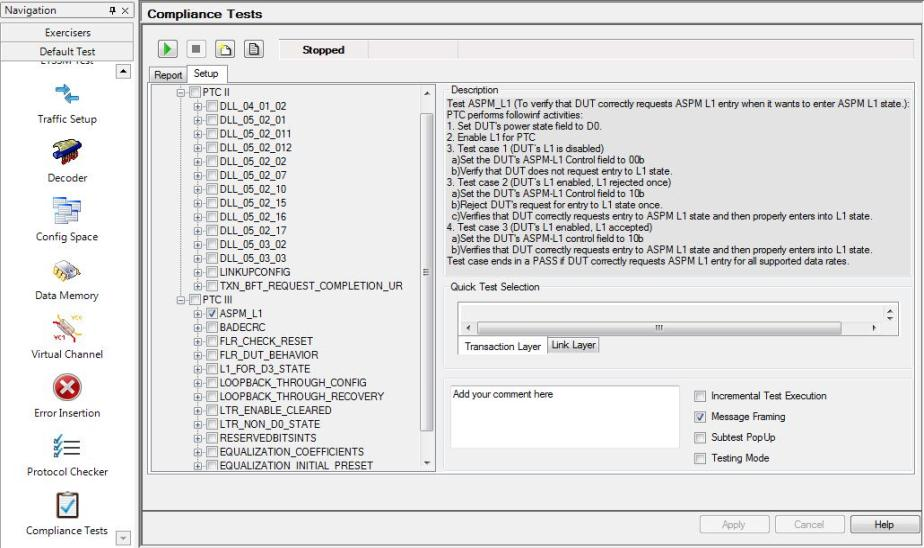 Navigation
Exercisers
Default Test
LTSSM Test
Traffic Setup
Decoder
Config Space
Data Memory
VC0
VC1
Virtual Channel
Error Insertion
Protocol Checker
Compliance Tests
Compliance Tests
Stopped
Report
Setup
PTC II
DLL_04_01_02
DLL_05_02_01
DLL_05_02_011
DLL_05_02_012
DLL_05_02_02
DLL_05_02_07
DLL_05_02_10
DLL_05_02_15
DLL_05_02_16
DLL_05_02_17
DLL_05_03_02
DLL_05_03_03
LINKUPCONFIG
TXN_BFT_REQUEST_COMPLETION_UR
PTC III
ASPM_L1
BADECRC
FLR_CHECK_RESET
FLR_DUT_BEHAVIOR
L1_FOR_D3_STATE
LOOPBACK_THROUGH_CONFIG
LOOPBACK_THROUGH_RECOVERY
LTR_ENABLE_CLEARED
LTR_NON_D0_STATE
RESERVEDBITSINTS
EQUALIZATION_COEFFICIENTS
EQUALIZATION_INITIAL_PRESET
Description
Test ASPM_L1 (To verify that DUT correctly requests ASPM L1 entry when it wants to enter ASPM L1 state.):
PTC performs followinf activities:
1. Set DUT's power state field to D0.
2. Enable L1 for PTC
3. Test case 1 (DUT's L1 is disabled)
a)Set the DUT's ASPM-L1 Control field to 00b
b)Verify that DUT does not request entry to L1 state.
3. Test case 2 (DUT's L1 enabled, L1 rejected once)
a)Set the DUT's ASPM-L1 Control field to 10b
b)Reject DUT's request for entry to L1 state once.
c)Verifies that DUT correctly requests entry to ASPM L1 state and then properly enters into L1 state.
4. Test case 3 (DUT's L1 enabled, L1 accepted)
a)Set the DUT's ASPM-L1 control field to 10b
b)Verifies that DUT correctly requests entry to ASPM L1 state and then properly enters into L1 state.
Test case ends in a PASS if DUT correctly requests ASPM L1 entry for all supported data rates.
Quick Test Selection
Transaction Layer
Link Layer
Add your comment here
Incremental Test Execution
Message Framing
Subtest PopUp
Testing Mode
Apply
Cancel
Help